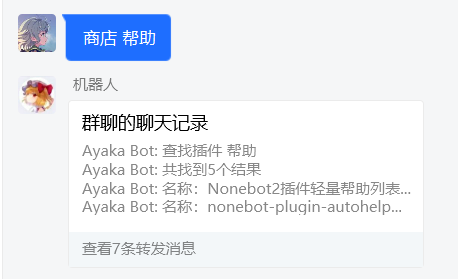 商店 帮助
机器人
群聊的聊天记录
Ayaka Bot: 查找插件 帮助
Ayaka Bot: 共找到5个结果
Ayaka Bot: 名称：Nonebot2插件轻量帮助列表...
Ayaka Bot: 名称：nonebot-plugin-autohelp...
查看7条转发消息